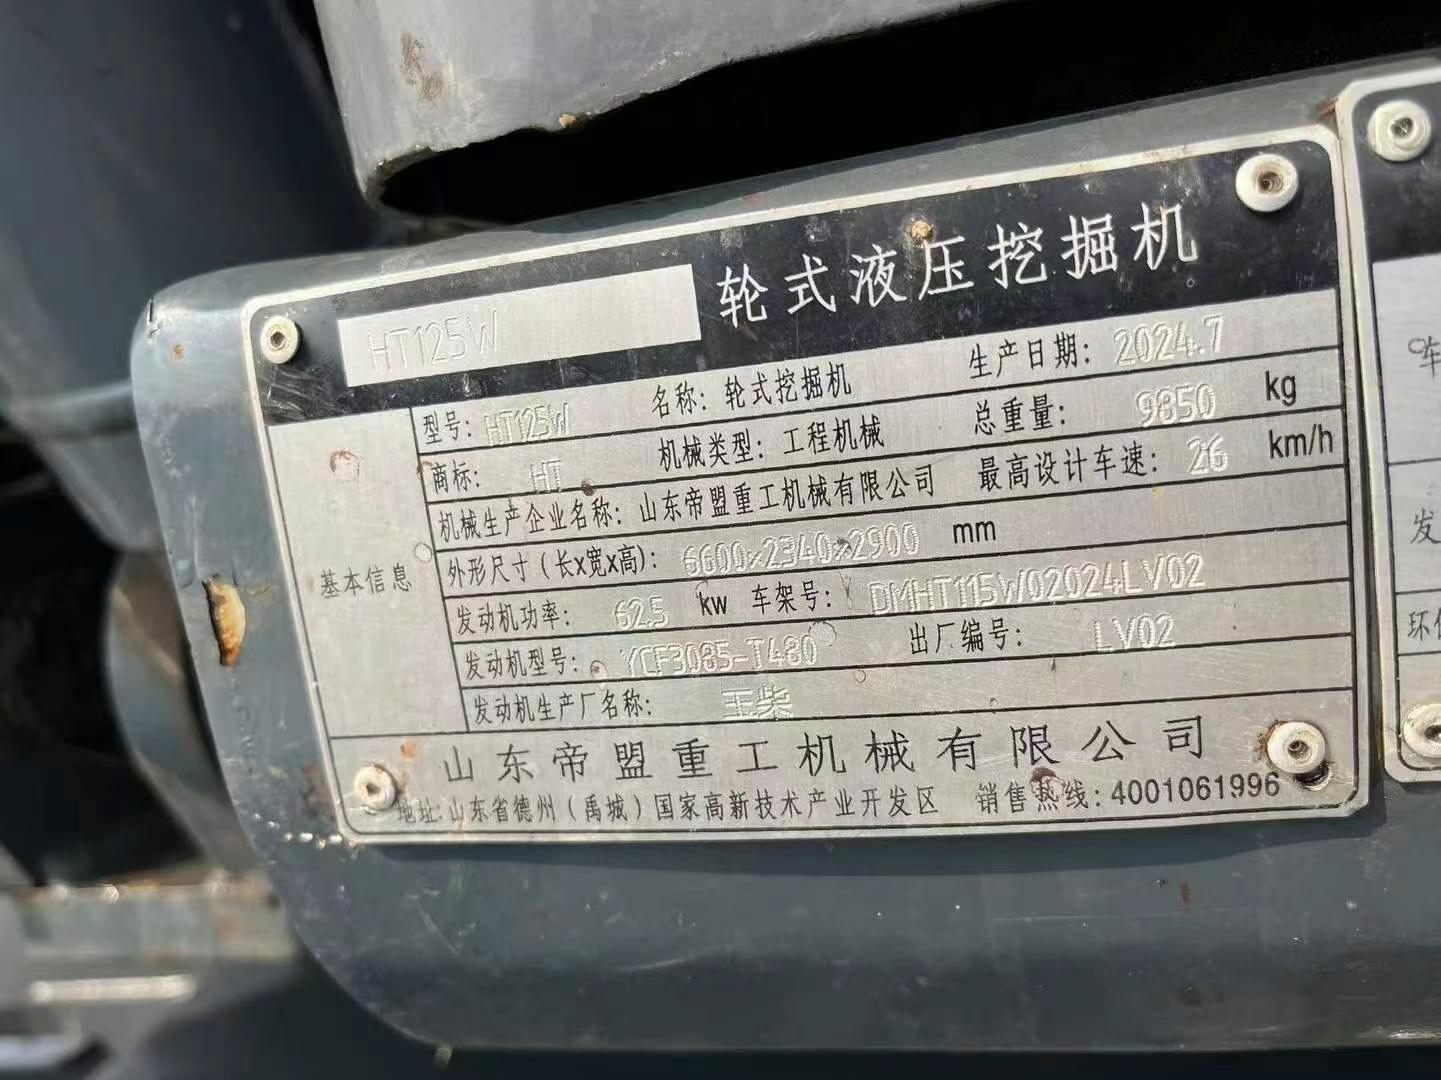 HT125W 轮式液压挖掘机
基本信息
型号: HT125W 名称: 轮式挖掘机 生产日期: 2024.7
商标: HT 机械类型: 工程机械 总重量: 9850 kg
机械生产企业名称: 山东帝盟重工机械有限公司 最高设计车速: 26 km/h
外形尺寸(长x宽x高): 6600x2340x2900 mm
发动机功率: 62.5 kw 车架号: DMHT115W02024LV02
发动机型号: YCF3085-T480 出厂编号: LV02
发动机生产厂名称: 玉柴
山东帝盟重工机械有限公司
地址:山东省德州(禹城)国家高新技术产业开发区 销售热线:4001061996
车
发
环保